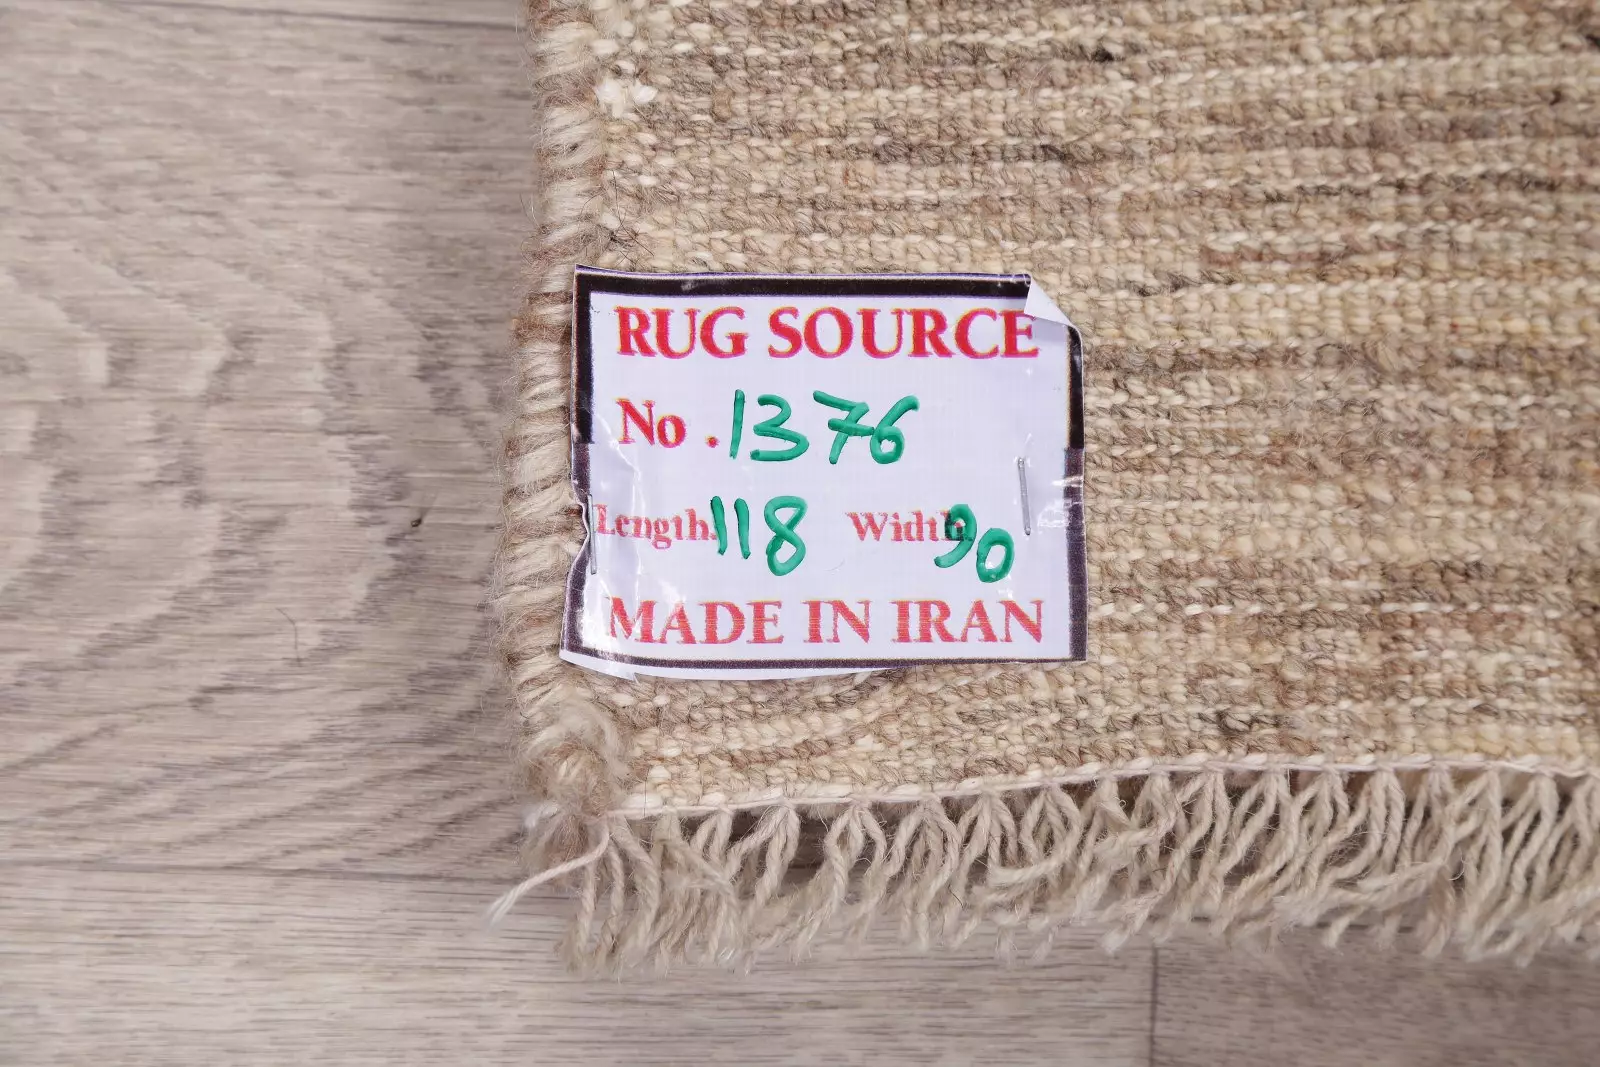 RUG SOURCE
No . 1376
Length. 118 Width 90
MADE IN IRAN